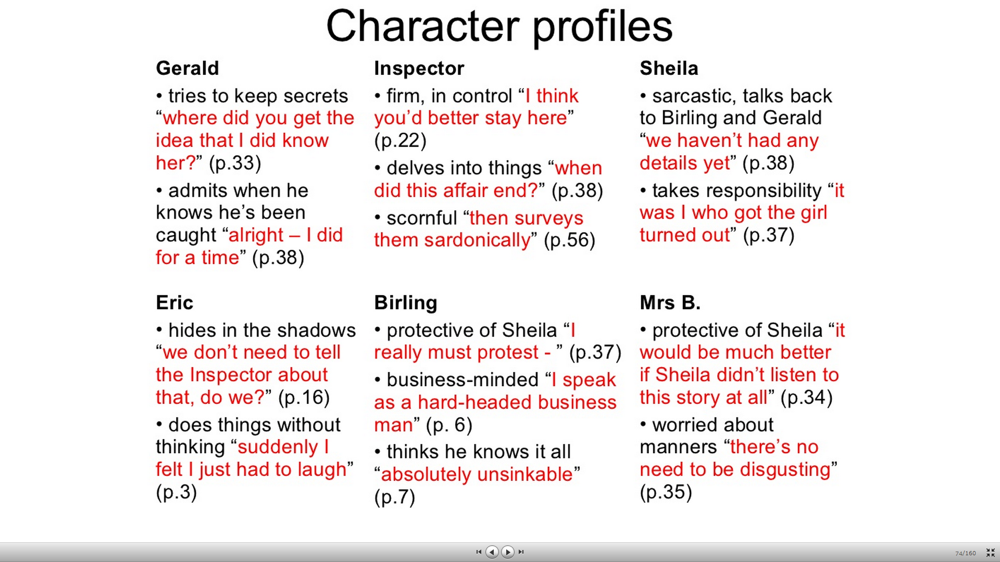 Character profiles
Gerald
• tries to keep secrets
“where did you get the
idea that I did know
her?” (p.33)
• admits when he
knows he’s been
caught “alright – I did
for a time” (p.38)
Inspector
• firm, in control “I think
you’d better stay here”
(p.22)
• delves into things “when
did this affair end?” (p.38)
• scornful “then surveys
them sardonically” (p.56)
Sheila
• sarcastic, talks back
to Birling and Gerald
“we haven’t had any
details yet” (p.38)
• takes responsibility “it
was I who got the girl
turned out” (p.37)
Eric
• hides in the shadows
“we don’t need to tell
the Inspector about
that, do we?” (p.16)
• does things without
thinking “suddenly I
felt I just had to laugh”
(p.3)
Birling
• protective of Sheila “I
really must protest - ” (p.37)
• business-minded “I speak
as a hard-headed business
man” (p. 6)
• thinks he knows it all
“absolutely unsinkable”
(p.7)
Mrs B.
• protective of Sheila “it
would be much better
if Sheila didn’t listen to
this story at all” (p.34)
• worried about
manners “there’s no
need to be disgusting”
(p.35)
74/160